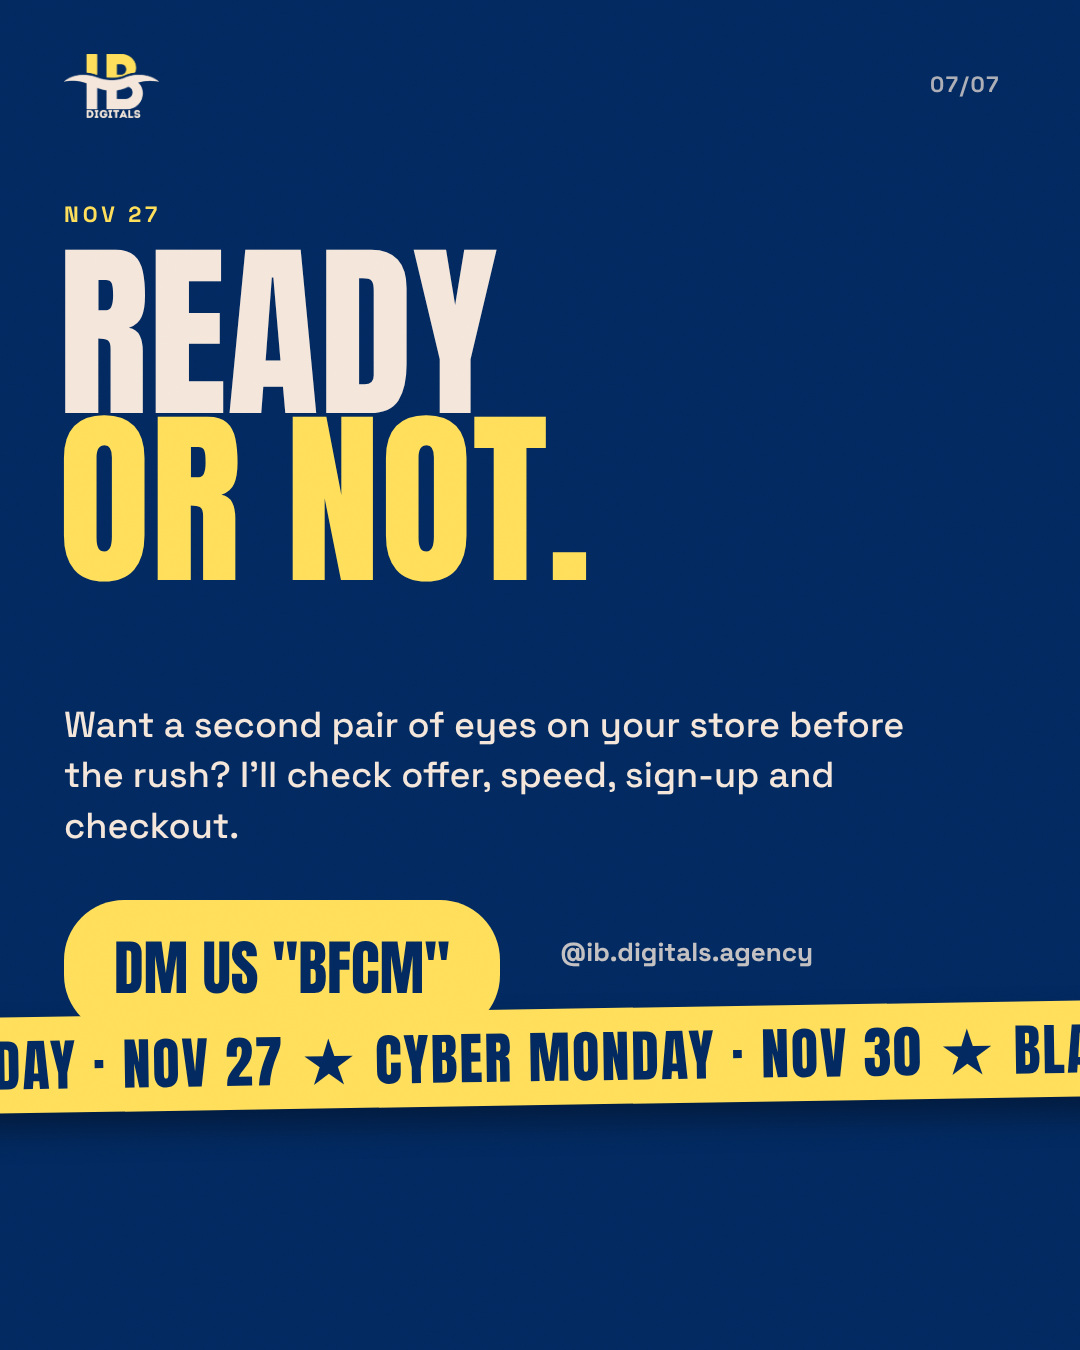 IB
DIGITALS
07/07
NOV 27
READY
OR NOT.
Want a second pair of eyes on your store before
the rush? I'll check offer, speed, sign-up and
checkout.
DM US "BFCM"
@ib.digitals.agency
DAY · NOV 27 ★ CYBER MONDAY · NOV 30 ★ BLA